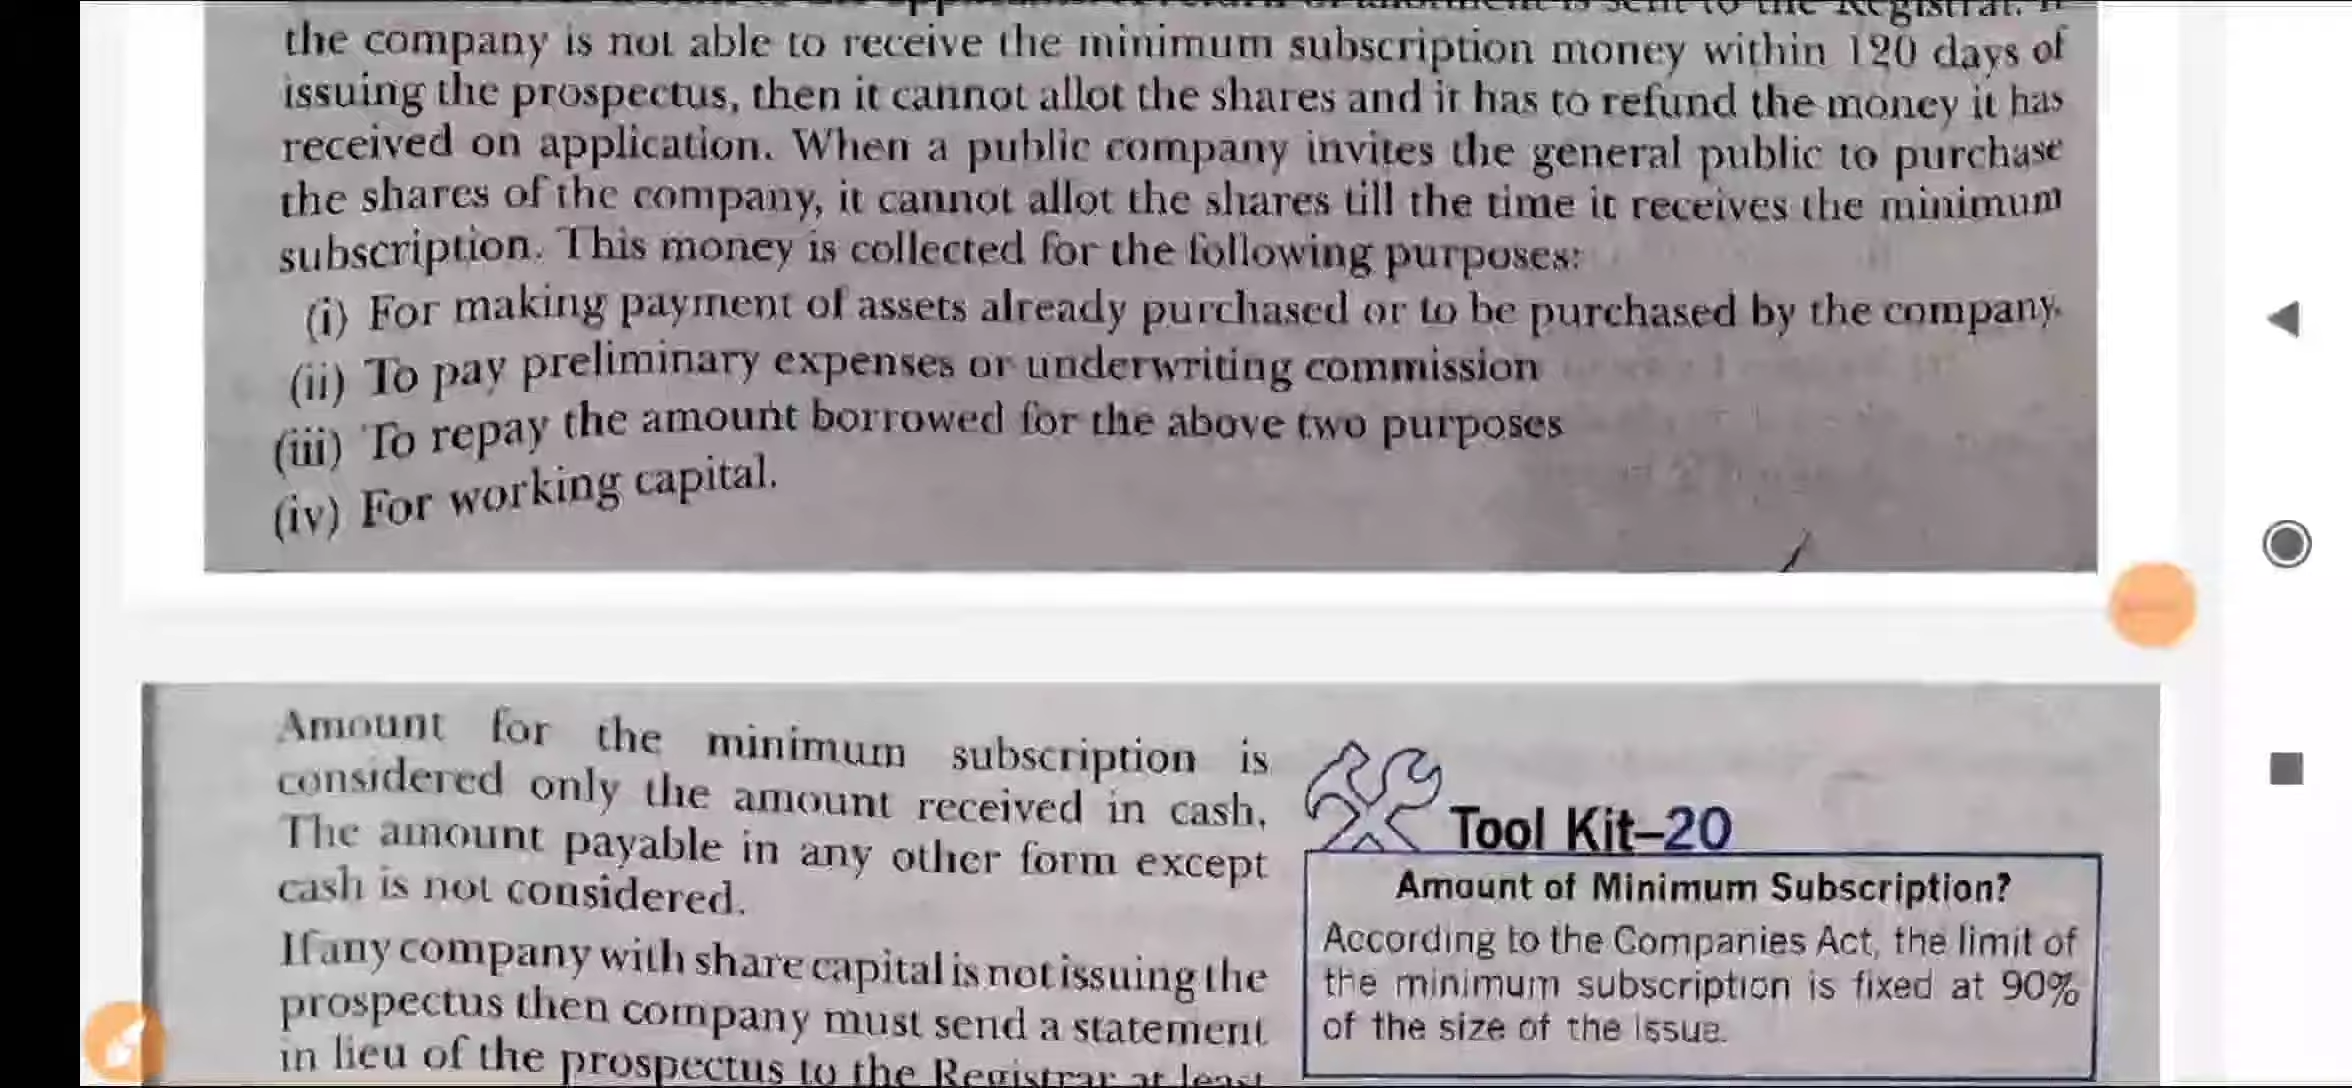 the company is not able to receive the minimum subscription money within 120 days of
issuing the prospectus, then it cannot allot the shares and it has to refund the money it has
received on application. When a public company invites the general public to purchase
the shares of the company, it cannot allot the shares till the time it receives the minimum
subscription. This money is collected for the following purposes:
(i) For making payment of assets already purchased or to be purchased by the company.
(ii) To pay preliminary expenses or underwriting commission
(iii) To repay the amount borrowed for the above two purposes
(iv) For working capital.
Amount for the minimum subscription is
considered only the amount received in cash.
The amount payable in any other form except
cash is not considered.
If any company with share capital is not issuing the
prospectus then company must send a statement
in lieu of the prospectus to the Registrar at least
Tool Kit–20
Amount of Minimum Subscription?
According to the Companies Act, the limit of
the minimum subscription is fixed at 90%
of the size of the issue.